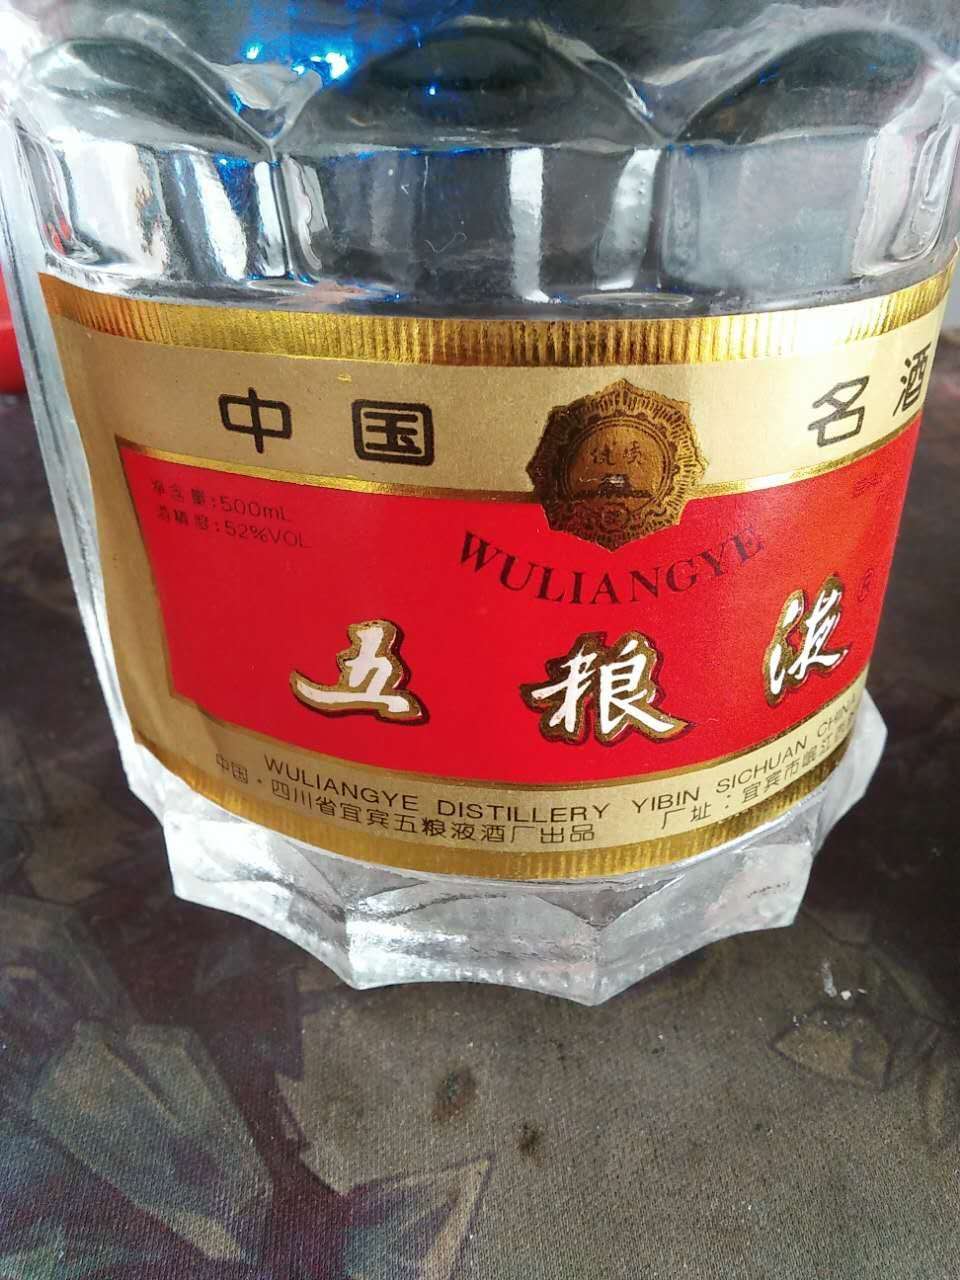 中国 名酒
净含量:500mL
酒精度:52%VOL
WULIANGYE
五粮液
WULIANGYE DISTILLERY YIBIN SICHUAN CHINA
中国·四川省宜宾五粮液酒厂出品 厂址:宜宾市岷江